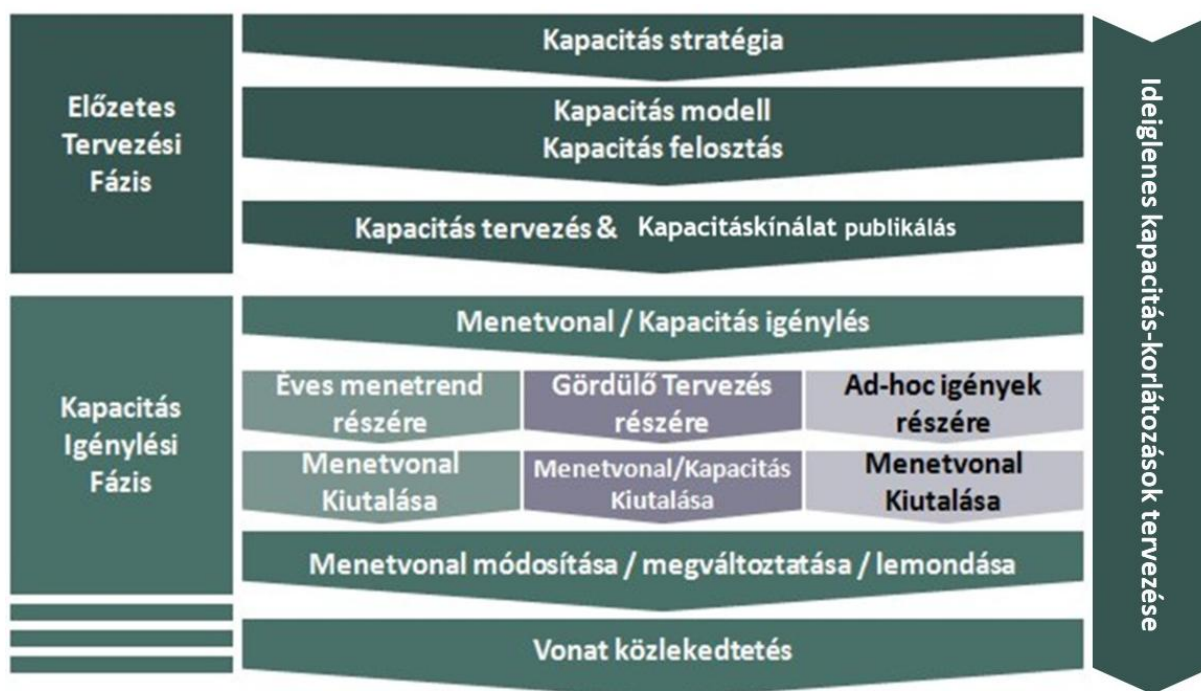 Előzetes
Tervezési
Fázis
Kapacitás stratégia
Kapacitás modell
Kapacitás felosztás
Kapacitás tervezés & Kapacitáskínálat publikálás
Kapacitás
Igénylési
Fázis
Menetvonal / Kapacitás igénylés
Éves menetrend
részére
Gördülő Tervezés
részére
Ad-hoc igények
részére
Menetvonal
Kiutalása
Menetvonal/Kapacitás
Kiutalása
Menetvonal
Kiutalása
Menetvonal módosítása / megváltoztatása / lemondása
Vonat közlekedtetés
Ideiglenes kapacitás-korlátozások tervezése